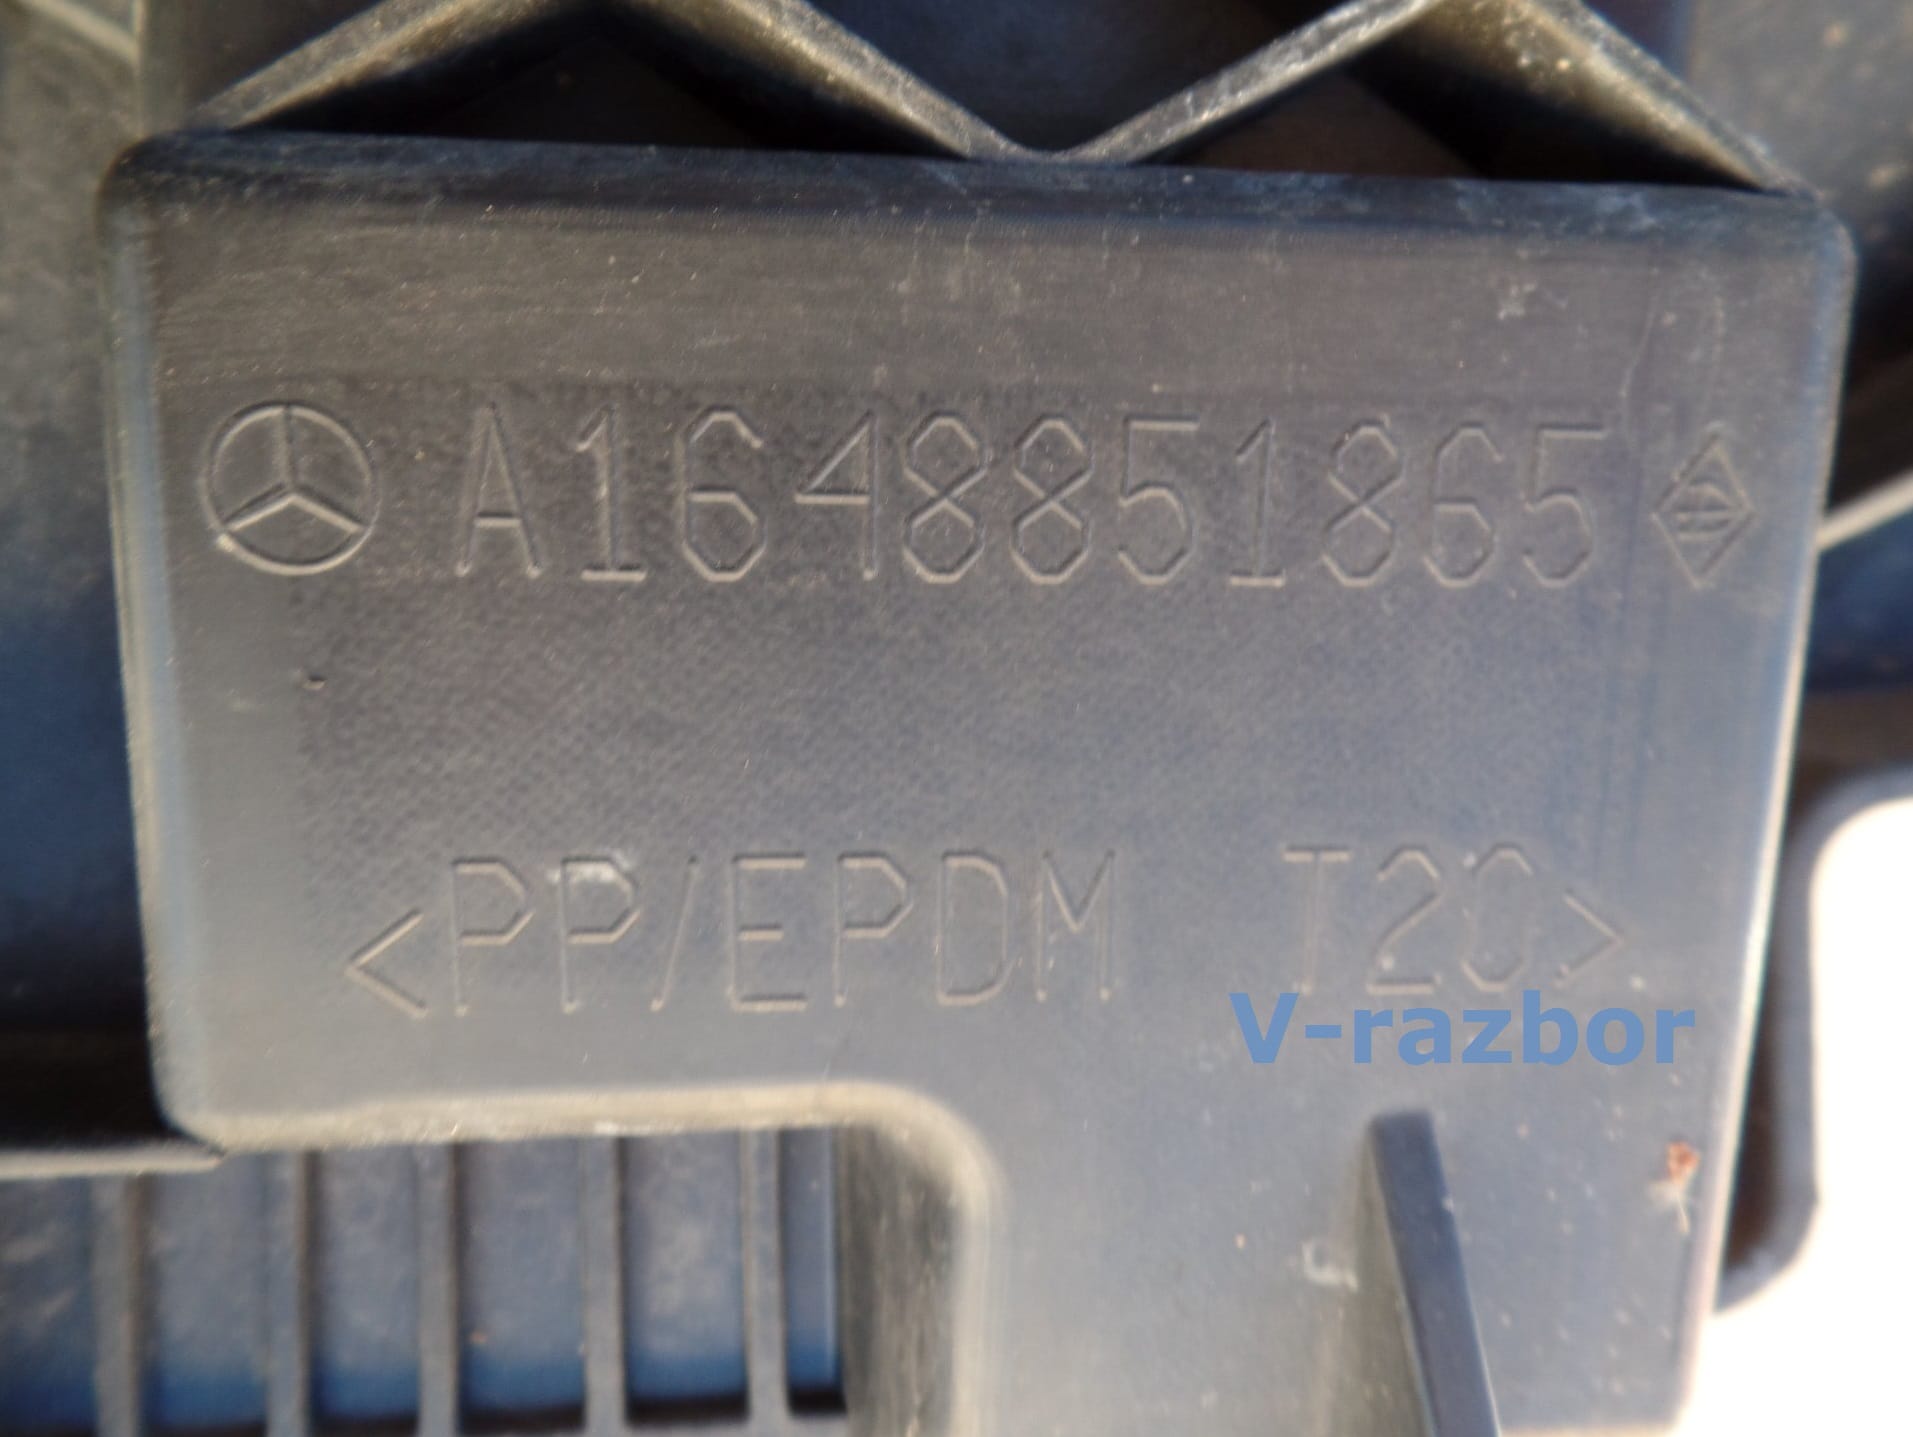 A1648851865
<PP/EPDM T20>
V-razbor